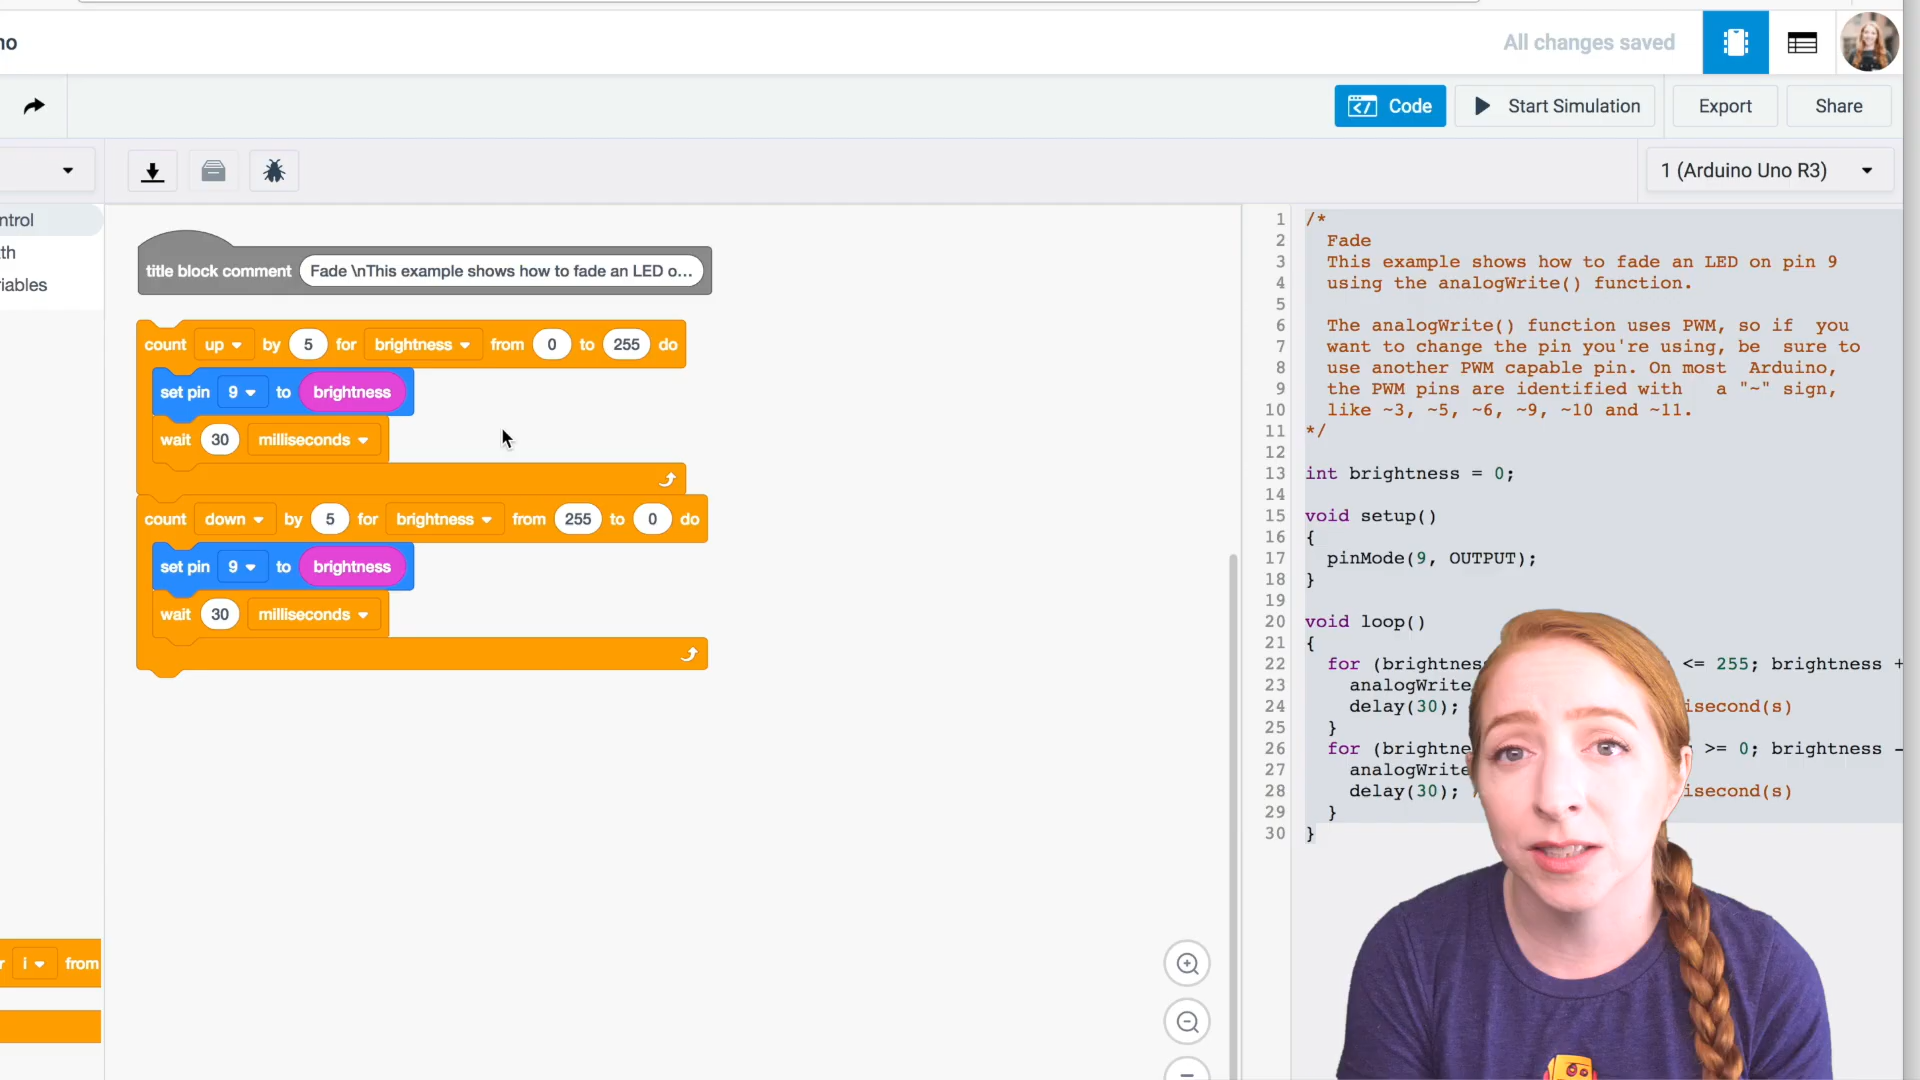 no
All changes saved
Code
Start Simulation
Export
Share
1 (Arduino Uno R3)
ntrol
th
iables
title block comment Fade \nThis example shows how to fade an LED o...
count up by 5 for brightness from 0 to 255 do
set pin 9 to brightness
wait 30 milliseconds
count down by 5 for brightness from 255 to 0 do
set pin 9 to brightness
wait 30 milliseconds
r i from
1 /*
2 Fade
3 This example shows how to fade an LED on pin 9
4 using the analogWrite() function.
5
6 The analogWrite() function uses PWM, so if you
7 want to change the pin you're using, be sure to
8 use another PWM capable pin. On most Arduino,
9 the PWM pins are identified with a "~" sign,
10 like ~3, ~5, ~6, ~9, ~10 and ~11.
11 */
12
13 int brightness = 0;
14
15 void setup()
16 {
17 pinMode(9, OUTPUT);
18 }
19
20 void loop()
21 {
22 for (brightnes <= 255; brightness +
23 analogWrite
24 delay(30); isecond(s)
25 }
26 for (brightne >= 0; brightness -
27 analogWrite
28 delay(30); isecond(s)
29 }
30 }